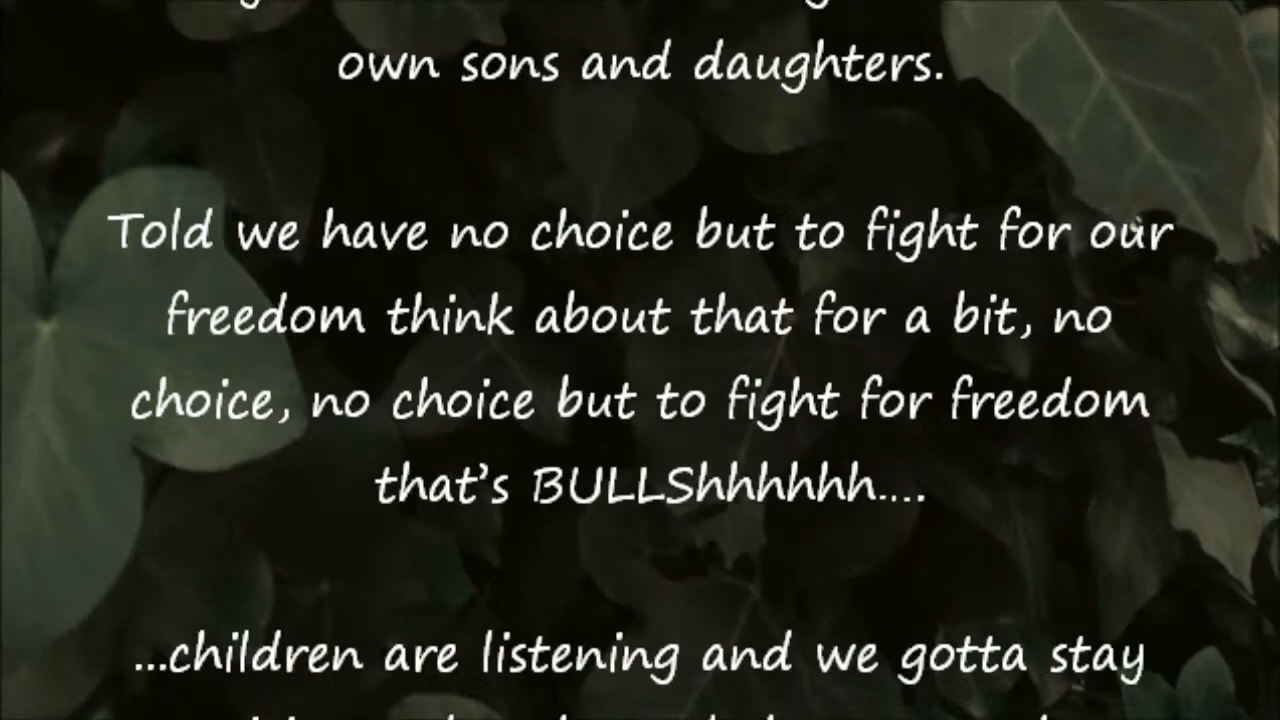 own sons and daughters.
Told we have no choice but to fight for our
freedom think about that for a bit, no
choice, no choice but to fight for freedom
that's BULLShhhhhh....
...children are listening and we gotta stay